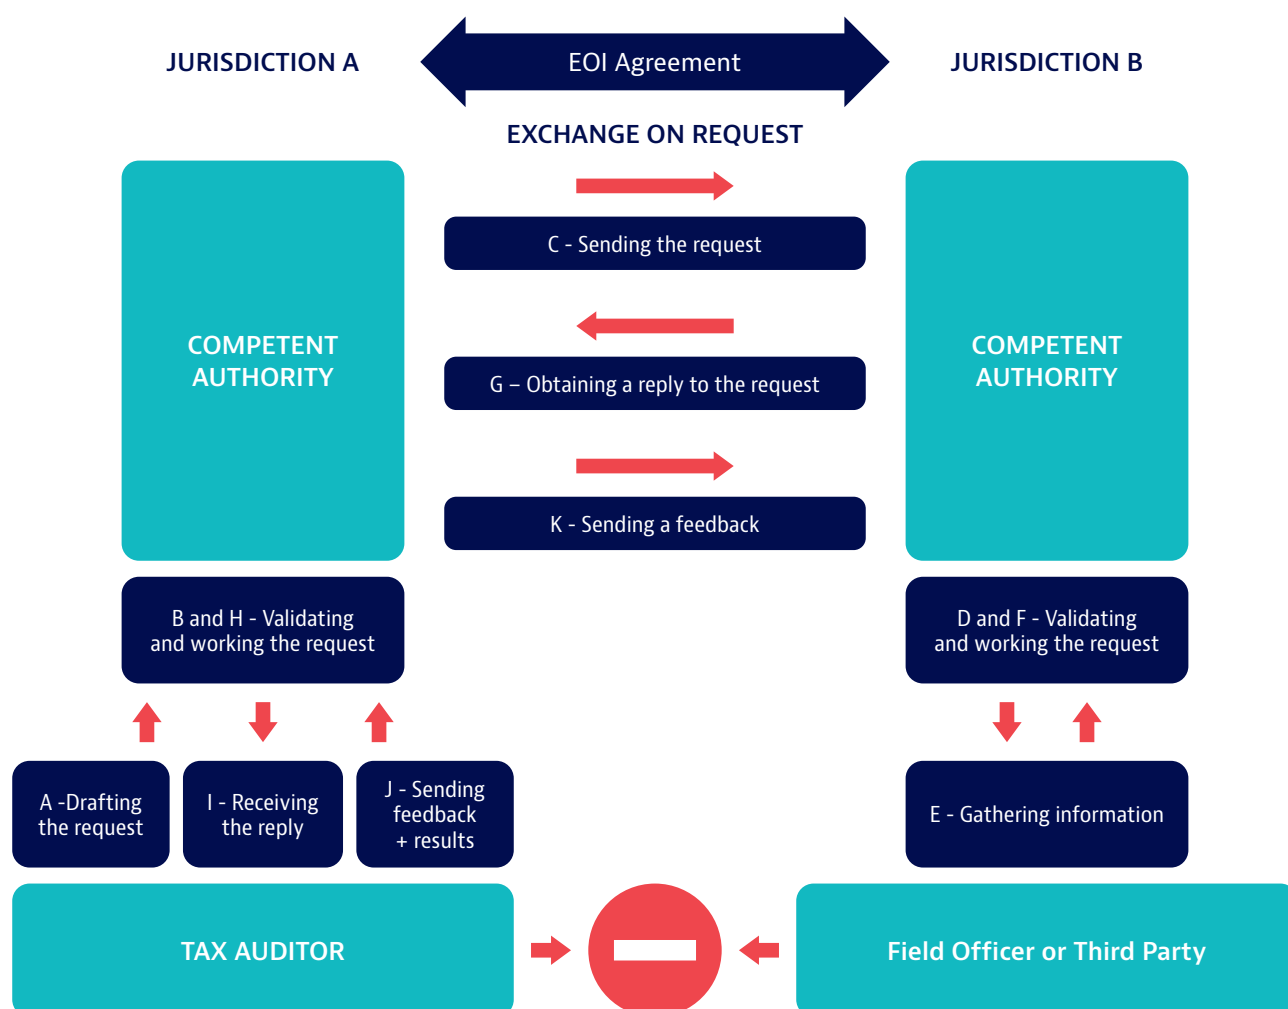 JURISDICTION A
EOI Agreement
JURISDICTION B
EXCHANGE ON REQUEST
COMPETENT
AUTHORITY
C - Sending the request
G – Obtaining a reply to the request
K - Sending a feedback
COMPETENT
AUTHORITY
B and H - Validating
and working the request
D and F - Validating
and working the request
A -Drafting
the request
I - Receiving
the reply
J - Sending
feedback
+ results
E - Gathering information
TAX AUDITOR
Field Officer or Third Party